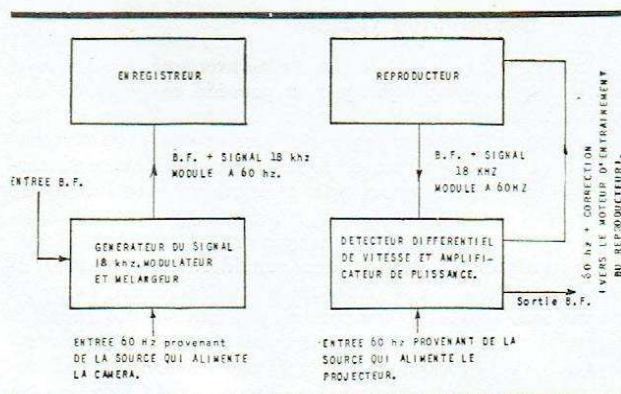 ENREGISTREUR
B.F. + SIGNAL 18 khz
MODULE A 60 hz.
ENTREE B.F.
GENERATEUR DU SIGNAL
18 khz, MODULATEUR
ET MELANGEUR
ENTREE 60 Hz provenant
DE LA SOURCE QUI ALIMENTE
LA CAMERA.
REPRODUCTEUR
B.F. + SIGNAL
18 KHZ
MODULE A 60HZ
DETECTEUR DIFFERENTIEL
DE VITESSE ET AMPLIFI-
CATEUR DE PUISSANCE.
Sortie B.F.
ENTREE 60 hz PROVENANT DE LA
SOURCE QUI ALIMENTE LE
PROJECTEUR.
60 hz + CORRECTION
(VERS LE MOTEUR D'ENTRAINEMENT
DU REPRODUCTEUR).